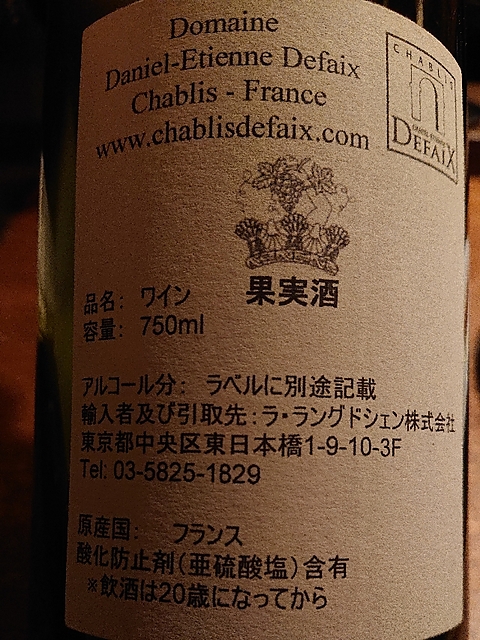 Domaine
Daniel-Etienne Defaix
Chablis - France
www.chablisdefaix.com
CHABLIS
DANIEL-ETIENNE
DEFAIX
果実酒
品名: ワイン
容量: 750ml
アルコール分: ラベルに別途記載
輸入者及び引取先:ラ・ラングドシェン株式会社
東京都中央区東日本橋1-9-10-3F
Tel: 03-5825-1829
原産国: フランス
酸化防止剤(亜硫酸塩)含有
※飲酒は20歳になってから